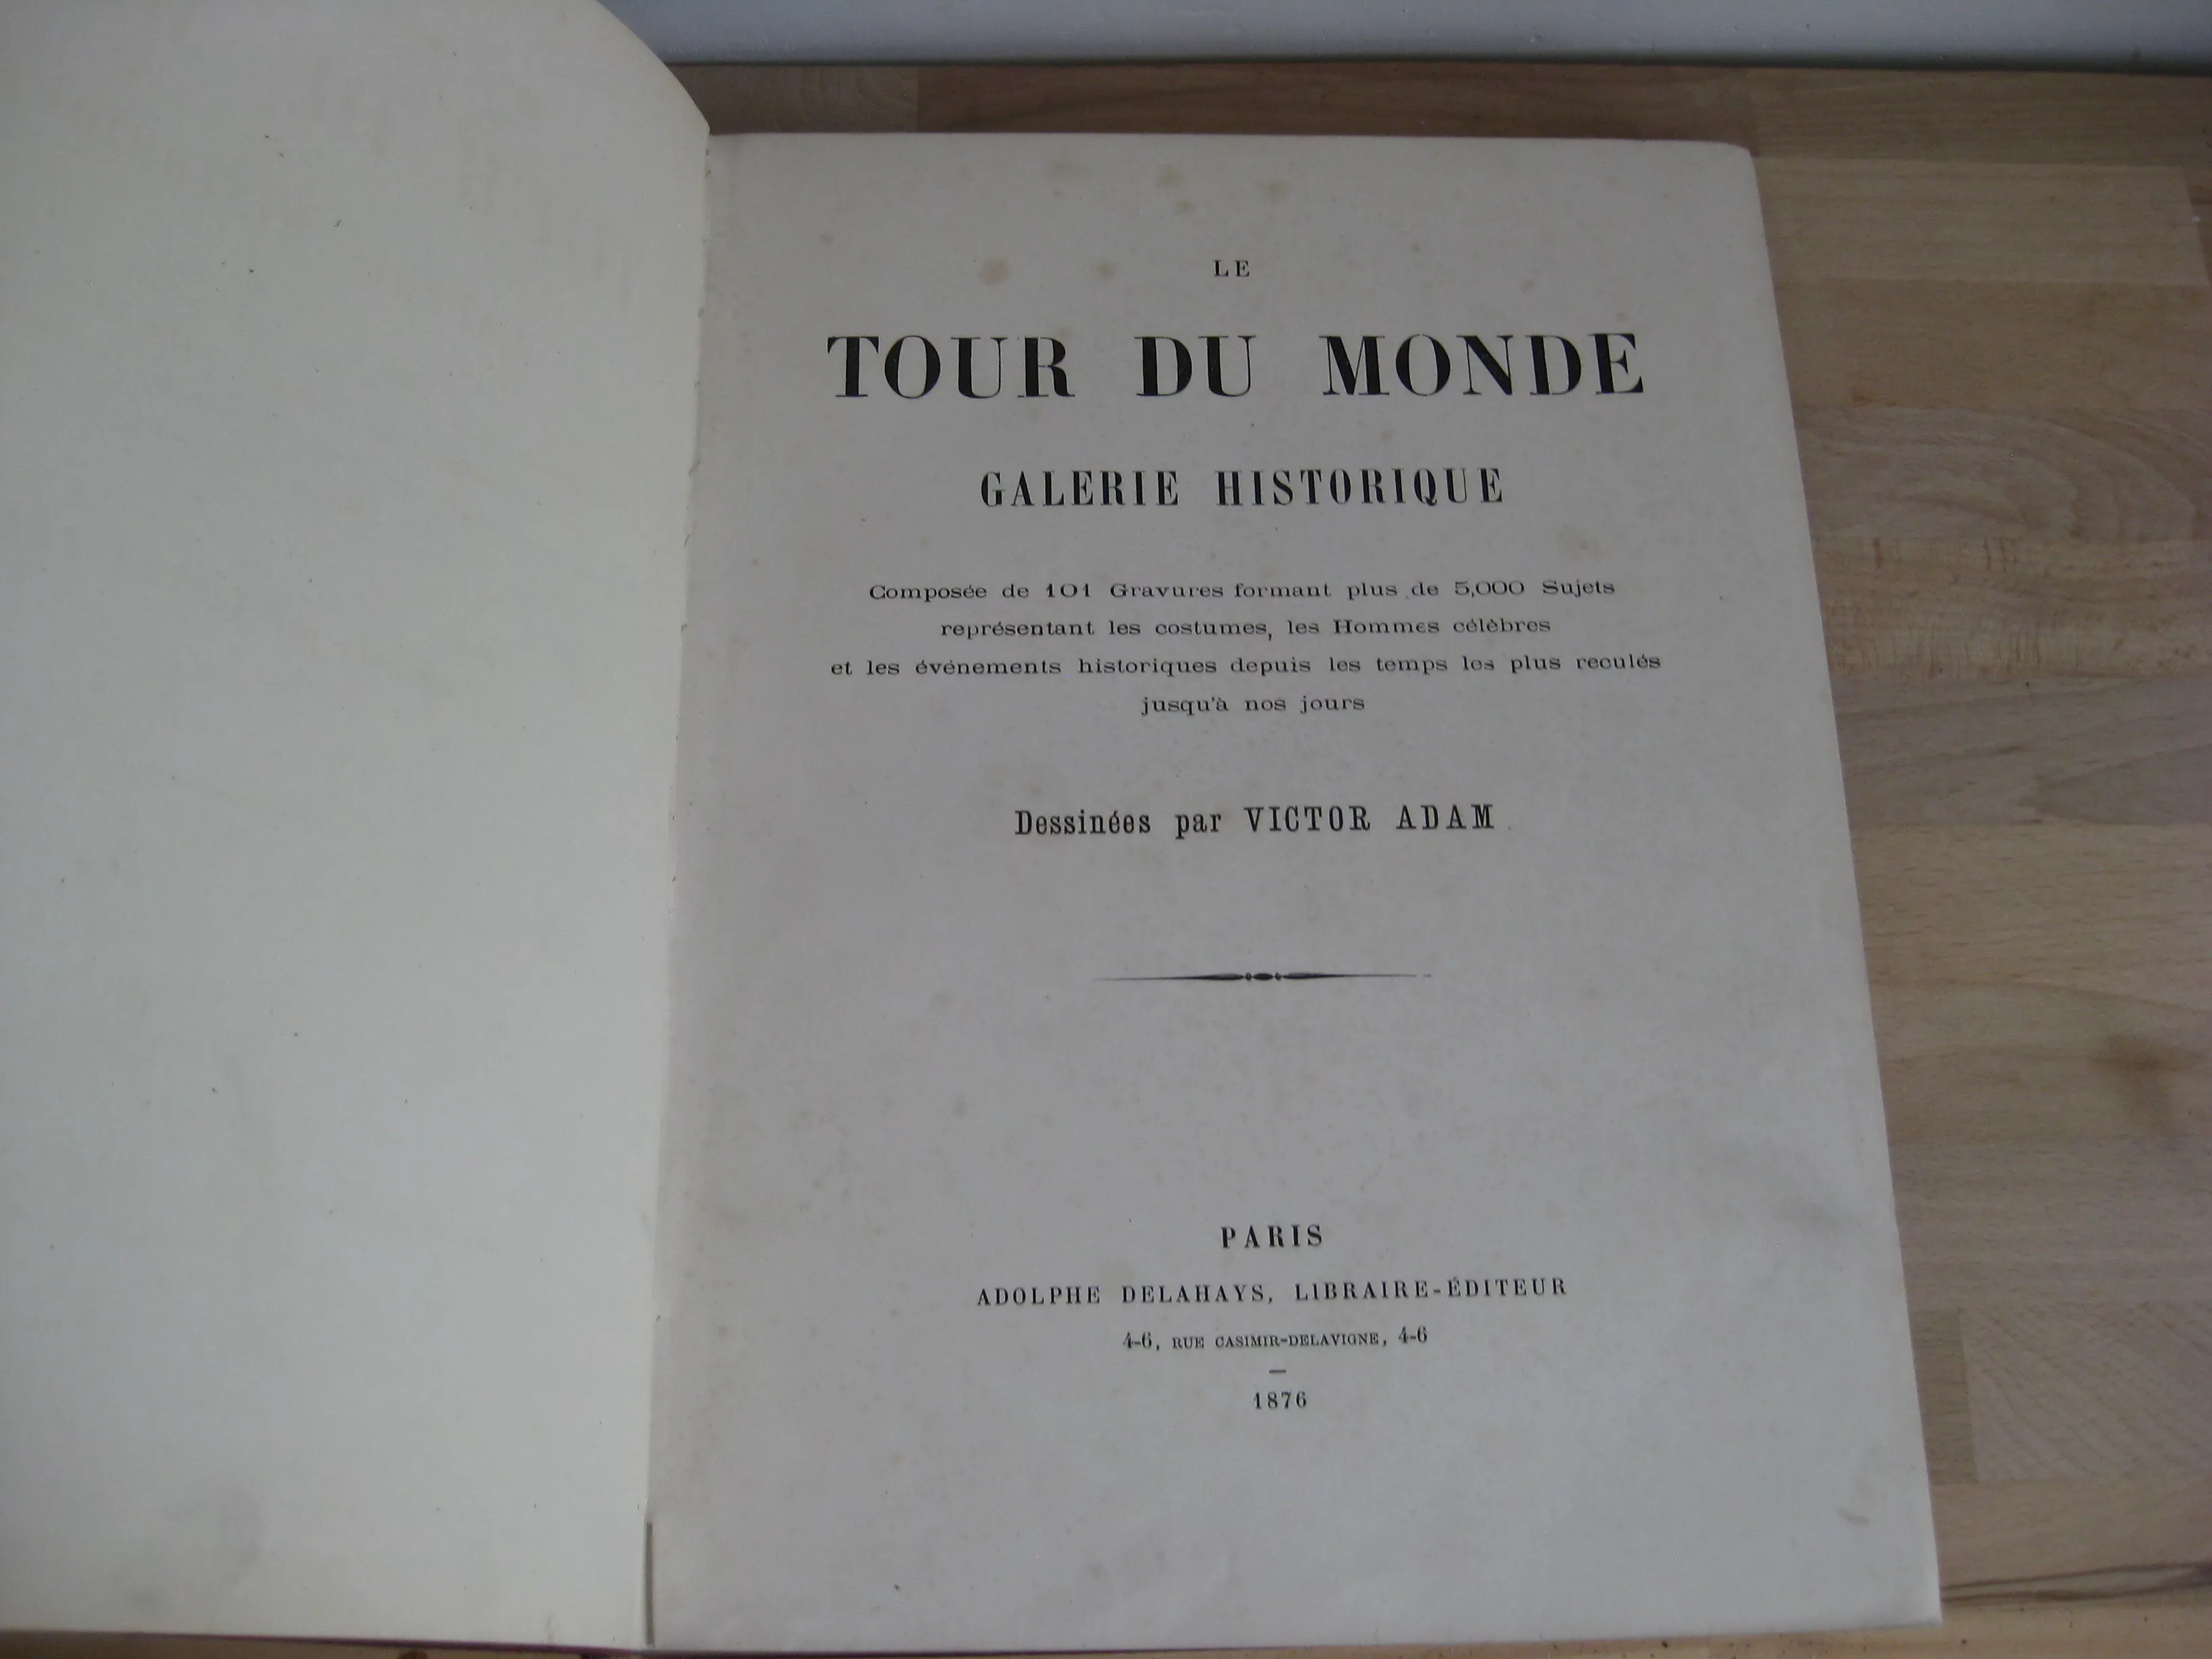 LE
TOUR DU MONDE
GALERIE HISTORIQUE
Composée de 101 Gravures formant plus de 5,000 Sujets
représentant les costumes, les Hommes célèbres
et les événements historiques depuis les temps les plus reculés
jusqu'à nos jours
Dessinées par VICTOR ADAM
PARIS
ADOLPHE DELAHAYS, LIBRAIRE-ÉDITEUR
4-6, RUE CASIMIR-DELAVIGNE, 4-6
1876